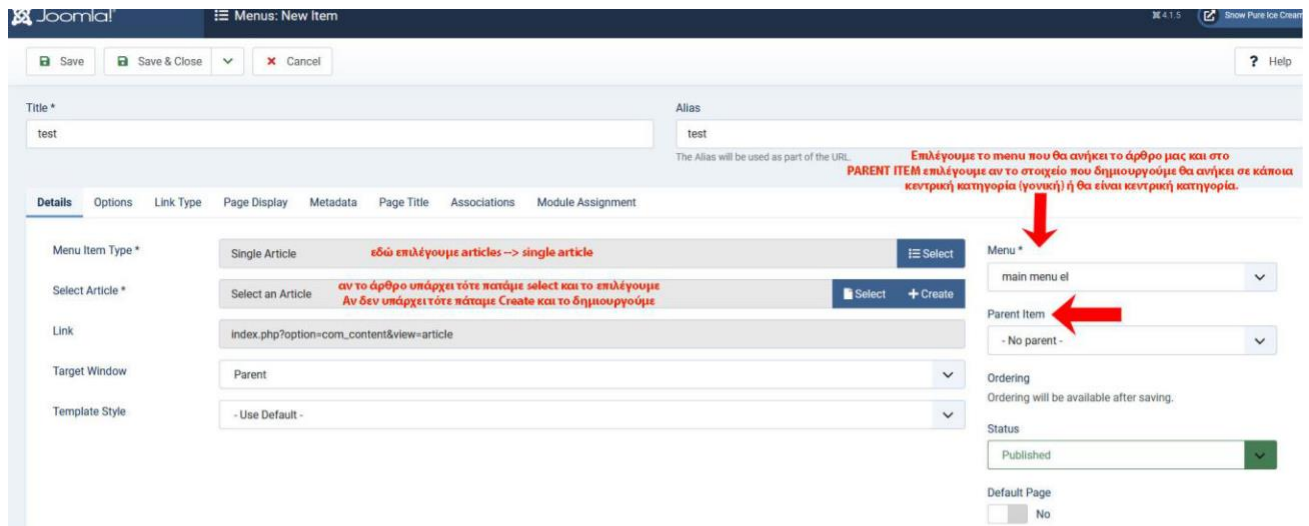 Joomla!
Menus: New Item
4.1.5
Snow Pure Ice Cream
Save
Save & Close
Cancel
? Help
Title *
test
Alias
test
The Alias will be used as part of the URL.
Επιλέγουμε το menu που θα ανήκει το άρθρο μας και στο
PARENT ITEM επιλέγουμε αν το στοιχείο που δημιουργούμε θα ανήκει σε κάποια
κεντρική κατηγορία (γονική) ή θα είναι κεντρική κατηγορία.
Details Options Link Type Page Display Metadata Page Title Associations Module Assignment
Menu Item Type *
Single Article
εδώ επιλέγουμε articles --> single article
Select
Select Article *
Select an Article
αν το άρθρο υπάρχει τότε πατάμε select και το επιλέγουμε
Αν δεν υπάρχει τότε πάταμε Create και το δημιουργούμε
Select
+ Create
Link
index.php?option=com_content&view=article
Target Window
Parent
Template Style
- Use Default -
Menu *
main menu el
Parent Item
- No parent -
Ordering
Ordering will be available after saving.
Status
Published
Default Page
No